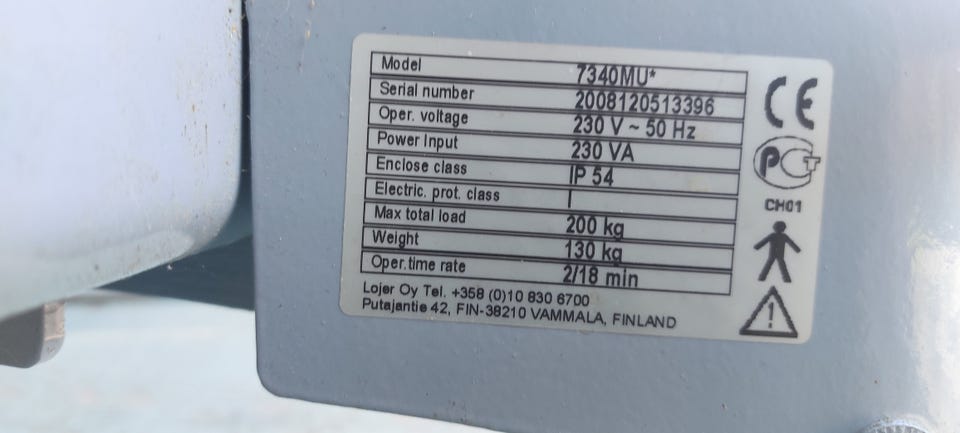 Model 7340MU*
Serial number 2008120513396
Oper. voltage 230 V ~ 50 Hz
Power Input 230 VA
Enclose class IP 54
Electric. prot. class I
Max total load 200 kg
Weight 130 kg
Oper.time rate 2/18 min
Lojer Oy Tel. +358 (0)10 830 6700
Putajantie 42, FIN-38210 VAMMALA, FINLAND
CE
РСТ
CH01